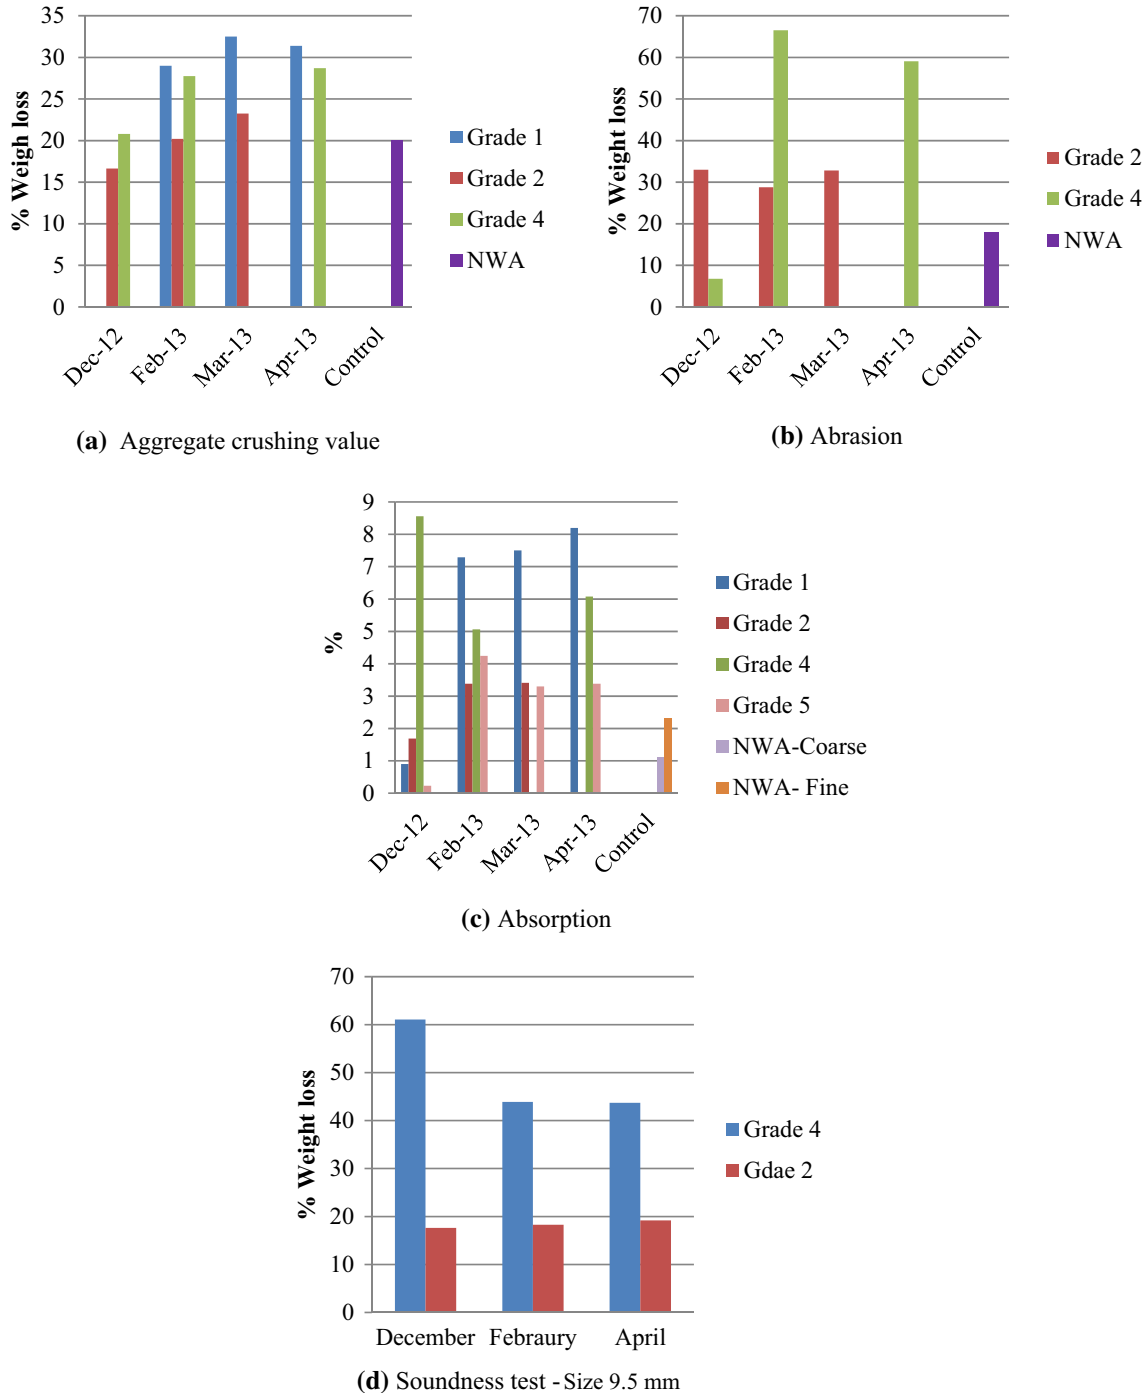 35
30
25
20
15
10
5
0
% Weigh loss
Dec-12
Feb-13
Mar-13
Apr-13
Control
Grade 1
Grade 2
Grade 4
NWA
(a) Aggregate crushing value
70
60
50
40
30
20
10
0
% Weight loss
Dec-12
Feb-13
Mar-13
Apr-13
Control
Grade 2
Grade 4
NWA
(b) Abrasion
9
8
7
6
5
4
3
2
1
0
%
Dec-12
Feb-13
Mar-13
Apr-13
Control
Grade 1
Grade 2
Grade 4
Grade 5
NWA-Coarse
NWA- Fine
(c) Absorption
70
60
50
40
30
20
10
0
% Weight loss
December Febraury April
Grade 4
Gdae 2
(d) Soundness test - Size 9.5 mm